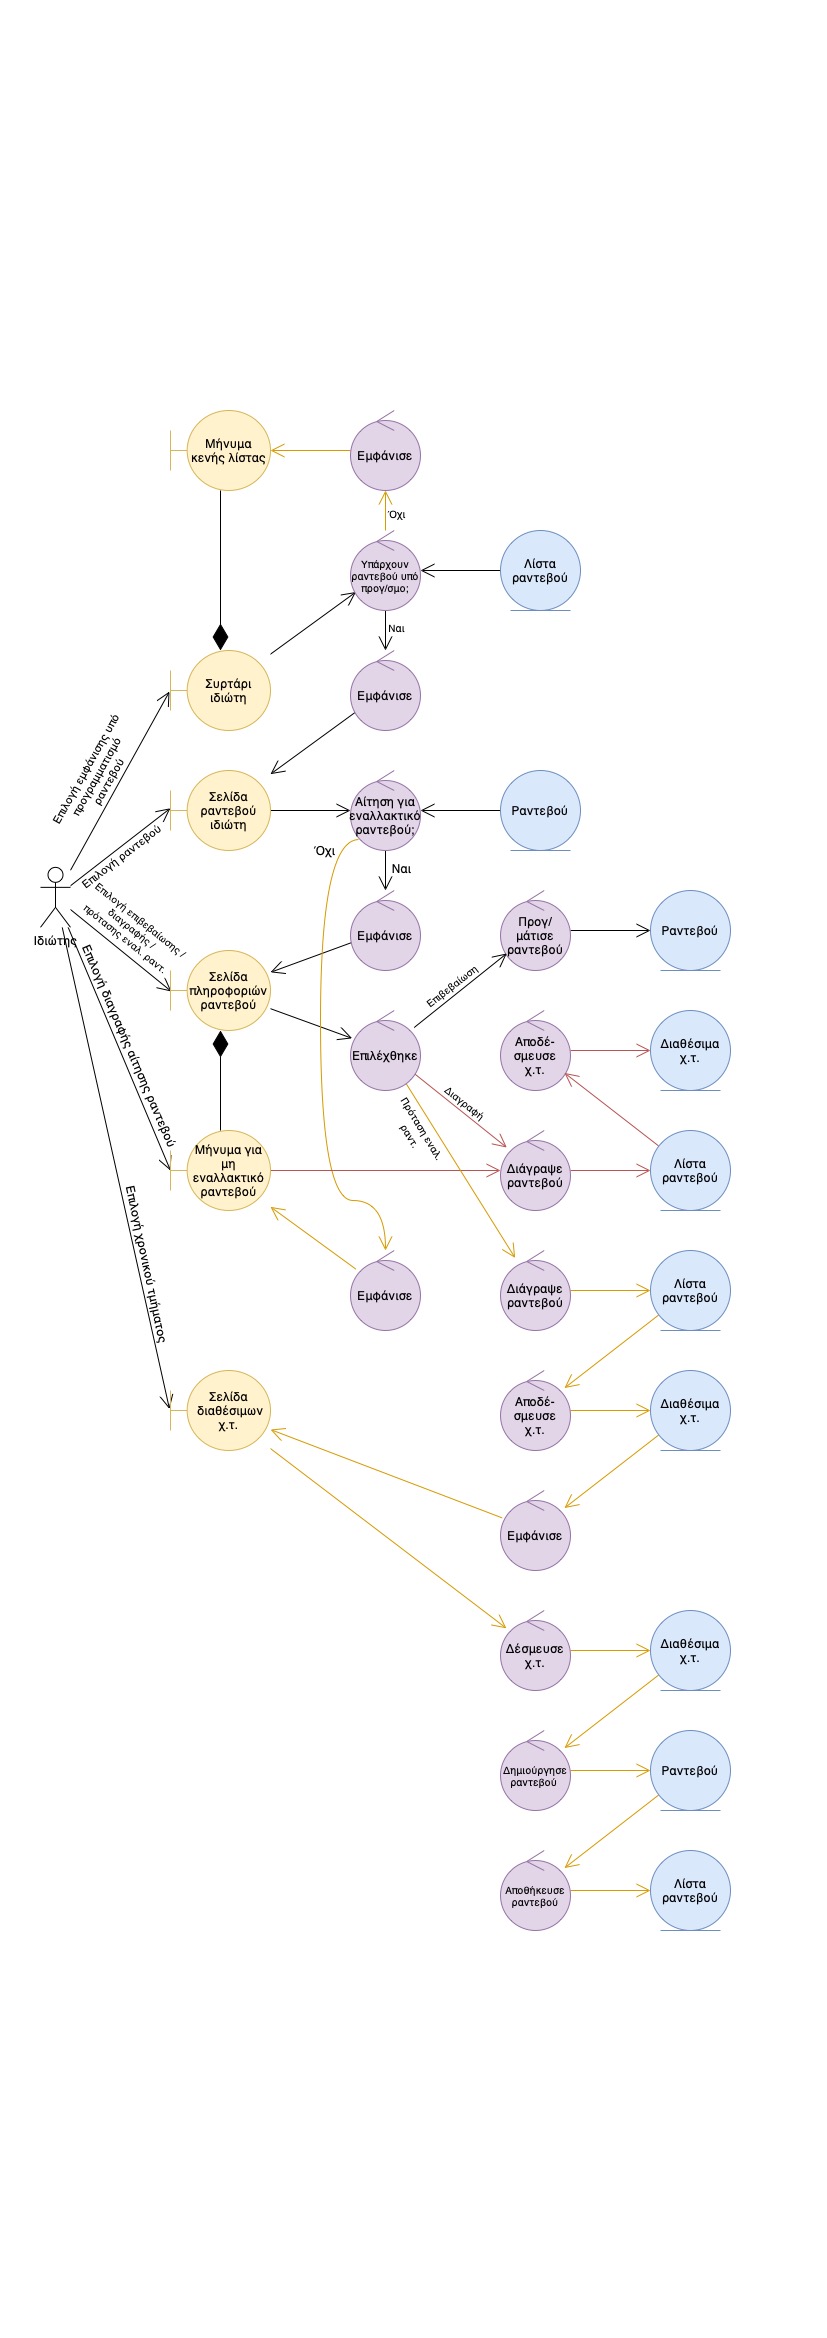 Μήνυμα
κενής λίστας
Εμφάνισε
Όχι
Υπάρχουν
ραντεβού υπό
προγ/σμο;
Λίστα
ραντεβού
Ναι
Συρτάρι
ιδιώτη
Εμφάνισε
Επιλογή εμφάνισης υπό
προγραμματισμό
ραντεβού
Σελίδα
ραντεβού
ιδιώτη
Αίτηση για
εναλλακτικό
ραντεβού;
Ραντεβού
Επιλογή ραντεβού
Όχι
Ναι
Ιδιώτης
Επιλογή επιβεβαίωσης /
διαγραφής /
πρότασης εναλ. ραντ.
Εμφάνισε
Προγ/
μάτισε
ραντεβού
Ραντεβού
Σελίδα
πληροφοριών
ραντεβού
Επιβεβαίωση
Επιλέχθηκε
Αποδέ-
σμευσε
χ.τ.
Διαθέσιμα
χ.τ.
Επιλογή διαγραφής αίτησης ραντεβού
Διαγραφή
Πρόταση εναλ.
ραντ.
Μήνυμα για
μη
εναλλακτικό
ραντεβού
Διάγραψε
ραντεβού
Λίστα
ραντεβού
Επιλογή χρονικού τμήματος
Εμφάνισε
Διάγραψε
ραντεβού
Λίστα
ραντεβού
Σελίδα
διαθέσιμων
χ.τ.
Αποδέ-
σμευσε
χ.τ.
Διαθέσιμα
χ.τ.
Εμφάνισε
Δέσμευσε
χ.τ.
Διαθέσιμα
χ.τ.
Δημιούργησε
ραντεβού
Ραντεβού
Αποθήκευσε
ραντεβού
Λίστα
ραντεβού